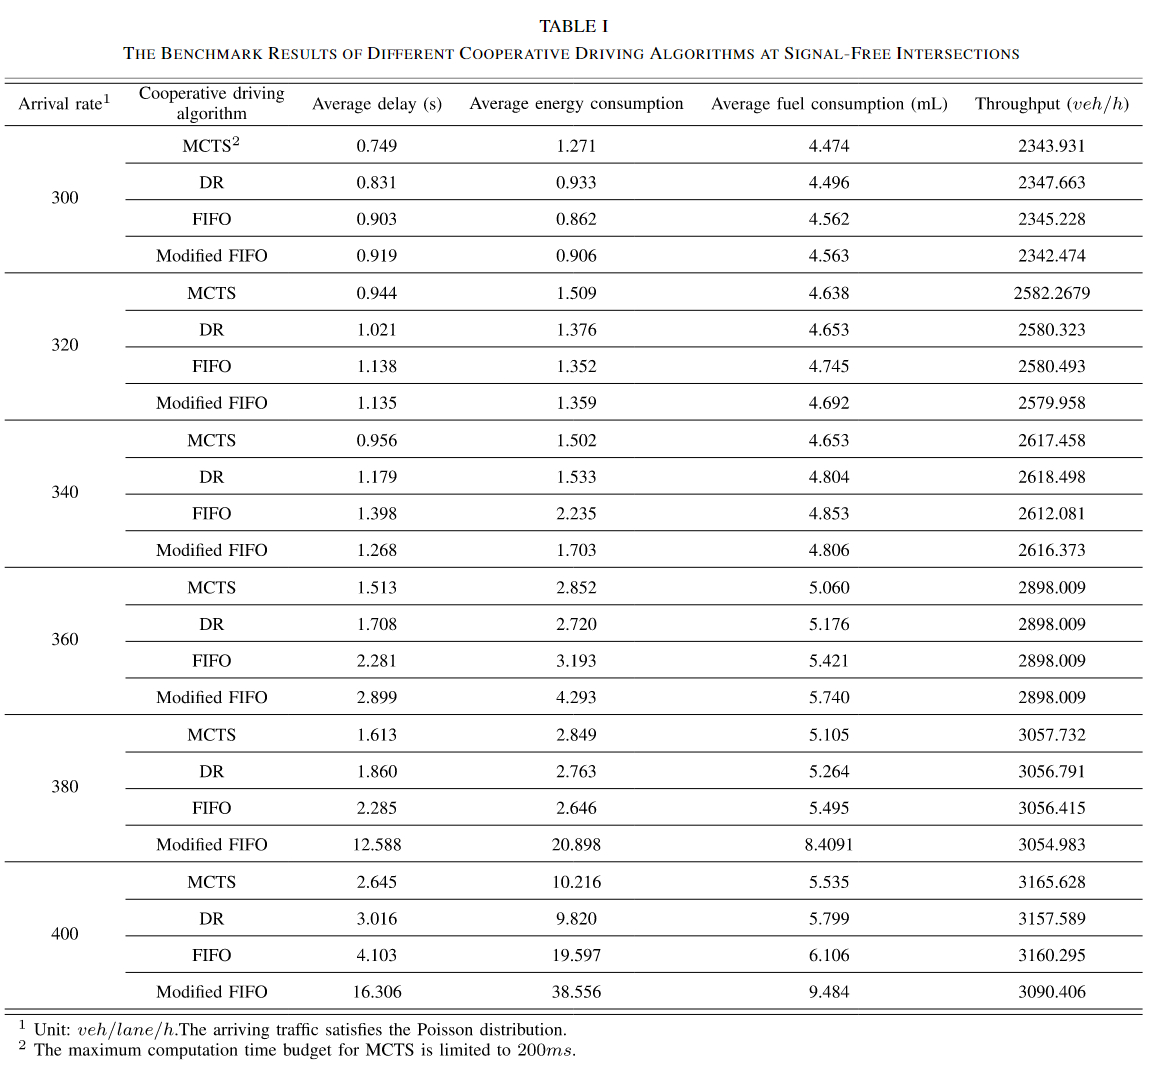 TABLE I
THE BENCHMARK RESULTS OF DIFFERENT COOPERATIVE DRIVING ALGORITHMS AT SIGNAL-FREE INTERSECTIONS
Arrival rate¹ Cooperative driving algorithm Average delay (s) Average energy consumption Average fuel consumption (mL) Throughput (veh/h)
300
MCTS² 0.749 1.271 4.474 2343.931
DR 0.831 0.933 4.496 2347.663
FIFO 0.903 0.862 4.562 2345.228
Modified FIFO 0.919 0.906 4.563 2342.474
320
MCTS 0.944 1.509 4.638 2582.2679
DR 1.021 1.376 4.653 2580.323
FIFO 1.138 1.352 4.745 2580.493
Modified FIFO 1.135 1.359 4.692 2579.958
340
MCTS 0.956 1.502 4.653 2617.458
DR 1.179 1.533 4.804 2618.498
FIFO 1.398 2.235 4.853 2612.081
Modified FIFO 1.268 1.703 4.806 2616.373
360
MCTS 1.513 2.852 5.060 2898.009
DR 1.708 2.720 5.176 2898.009
FIFO 2.281 3.193 5.421 2898.009
Modified FIFO 2.899 4.293 5.740 2898.009
380
MCTS 1.613 2.849 5.105 3057.732
DR 1.860 2.763 5.264 3056.791
FIFO 2.285 2.646 5.495 3056.415
Modified FIFO 12.588 20.898 8.4091 3054.983
400
MCTS 2.645 10.216 5.535 3165.628
DR 3.016 9.820 5.799 3157.589
FIFO 4.103 19.597 6.106 3160.295
Modified FIFO 16.306 38.556 9.484 3090.406
¹ Unit: veh/lane/h.The arriving traffic satisfies the Poisson distribution.
² The maximum computation time budget for MCTS is limited to 200ms.